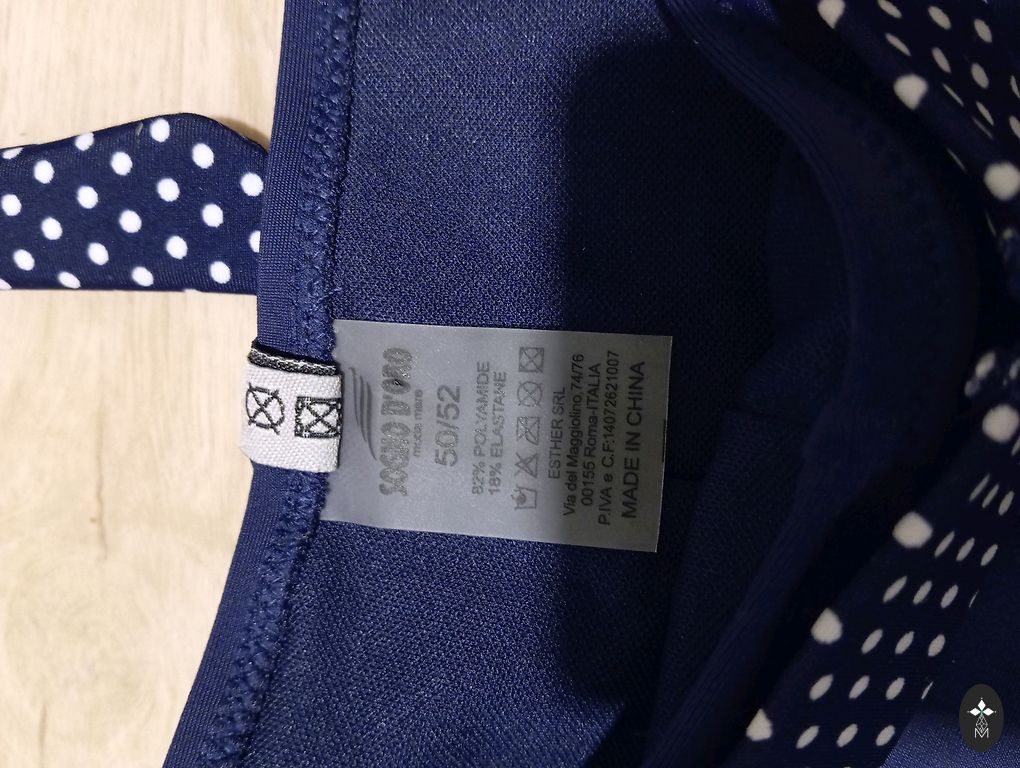 SOGNO D'ORO
moda mare
50/52
82% POLYAMIDE
18% ELASTANE
ESTHER SRL
Via del Maggiolino,74/76
00155 Roma-ITALIA
P.IVA e C.F:14072621007
MADE IN CHINA
M